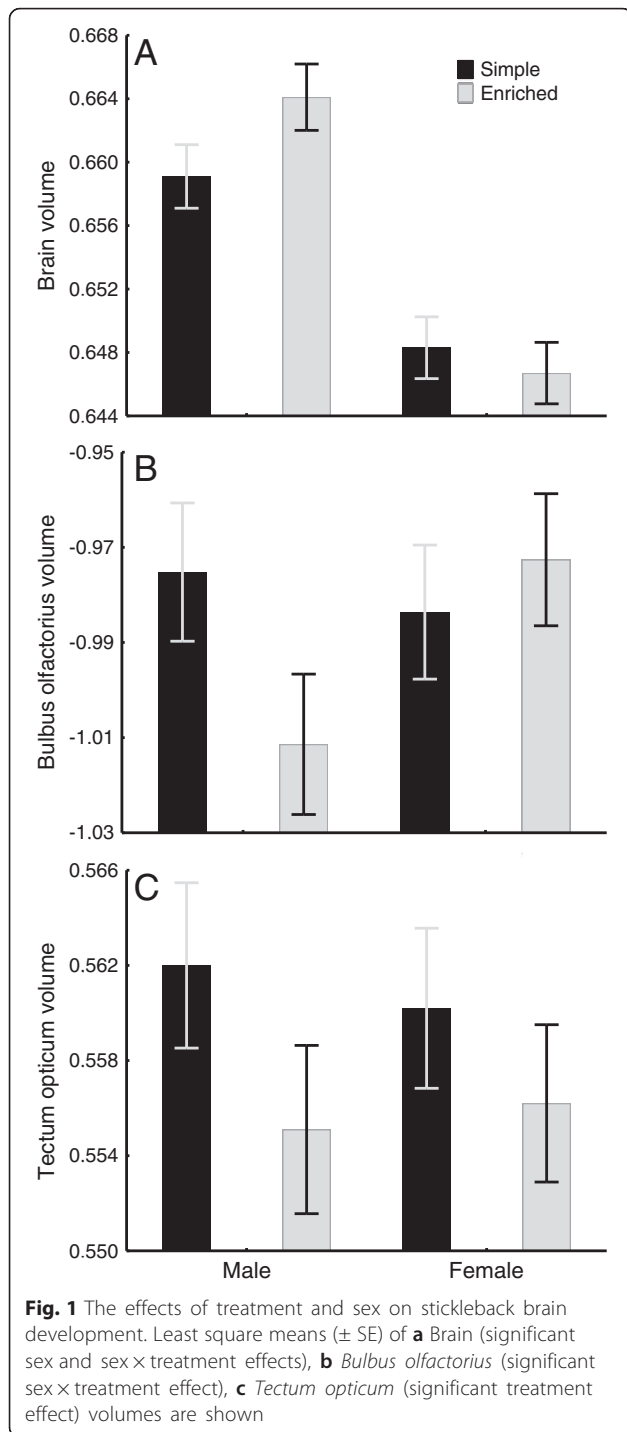 A
Simple
Enriched
0.668
0.664
0.660
0.656
0.652
0.648
0.644
Brain volume
B
-0.95
-0.97
-0.99
-1.01
-1.03
Bulbus olfactorius volume
C
0.566
0.562
0.558
0.554
0.550
Tectum opticum volume
Male Female
Fig. 1 The effects of treatment and sex on stickleback brain
development. Least square means (± SE) of a Brain (significant
sex and sex × treatment effects), b Bulbus olfactorius (significant
sex × treatment effect), c Tectum opticum (significant treatment
effect) volumes are shown